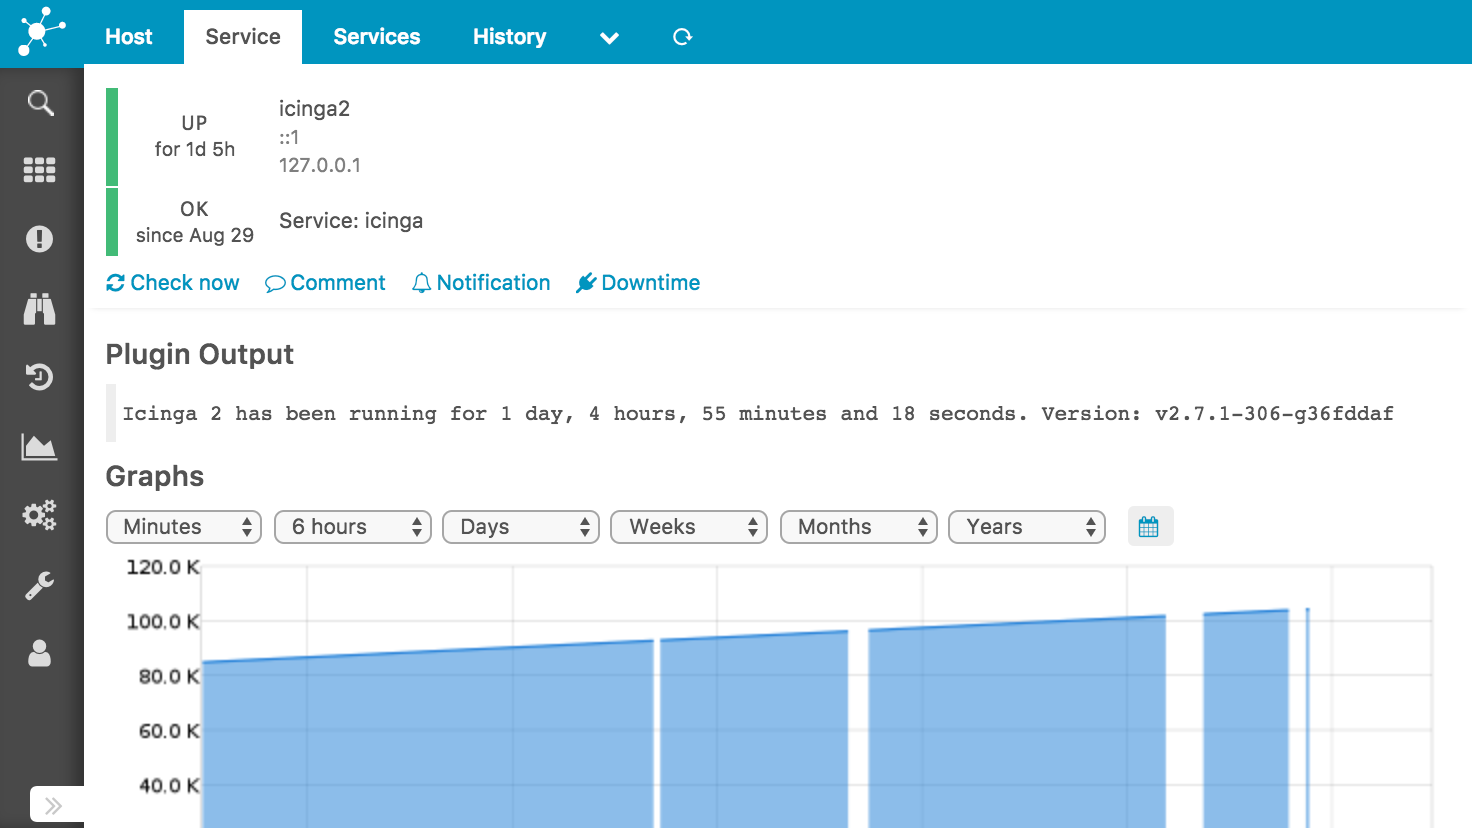 Host Service Services History
UP
for 1d 5h
icinga2
::1
127.0.0.1
OK
since Aug 29
Service: icinga
Check now Comment Notification Downtime
Plugin Output
Icinga 2 has been running for 1 day, 4 hours, 55 minutes and 18 seconds. Version: v2.7.1-306-g36fddaf
Graphs
Minutes 6 hours Days Weeks Months Years
120.0 K
100.0 K
80.0 K
60.0 K
40.0 K